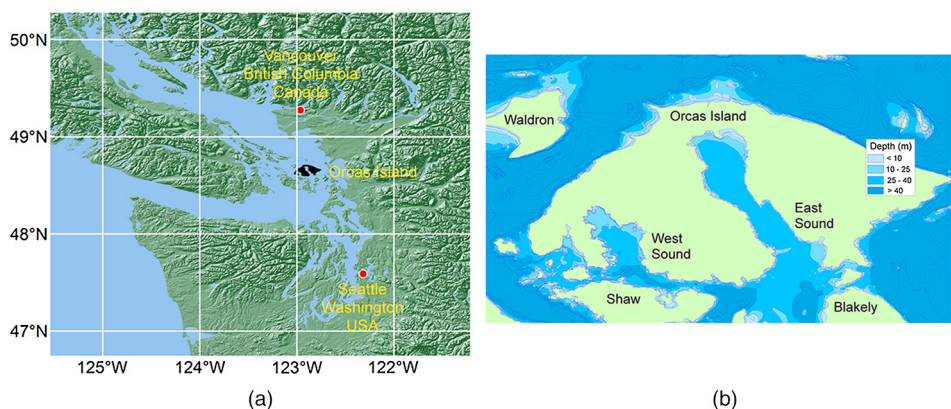 50°N
49°N
48°N
47°N
Vancouver
British Columbia
Canada
Orcas Island
Seattle
Washington
USA
125°W
124°W
123°W
122°W
(a)
Waldron
Orcas Island
Depth (m)
< 10
10 - 25
25 - 40
> 40
East
Sound
West
Sound
Shaw
Blakely
(b)